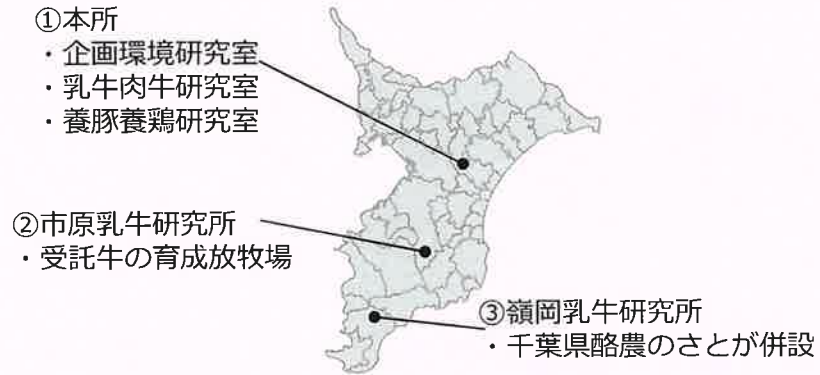 ①本所
・企画環境研究室
・乳牛肉牛研究室
・養豚養鶏研究室
②市原乳牛研究所
・受託牛の育成放牧場
③嶺岡乳牛研究所
・千葉県酪農のさとが併設